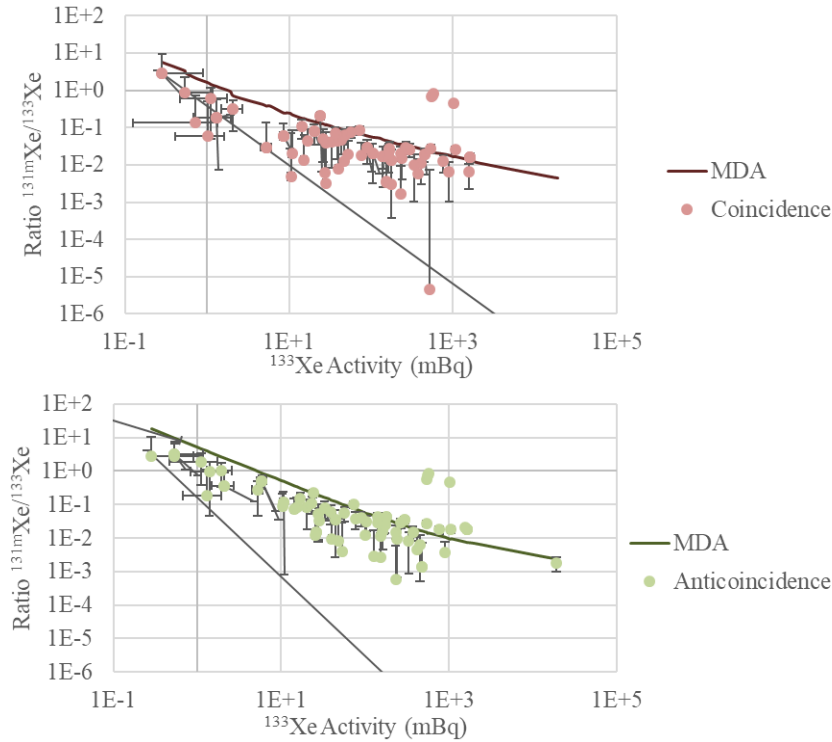 1E+2
1E+1
1E+0
1E-1
1E-2
1E-3
1E-4
1E-5
1E-6
Ratio ¹³¹ᵐXe/¹³³Xe
1E-1
1E+1
1E+3
1E+5
¹³³Xe Activity (mBq)
MDA
Coincidence
1E+2
1E+1
1E+0
1E-1
1E-2
1E-3
1E-4
1E-5
1E-6
Ratio ¹³¹ᵐXe/¹³³Xe
1E-1
1E+1
1E+3
1E+5
¹³³Xe Activity (mBq)
MDA
Anticoincidence